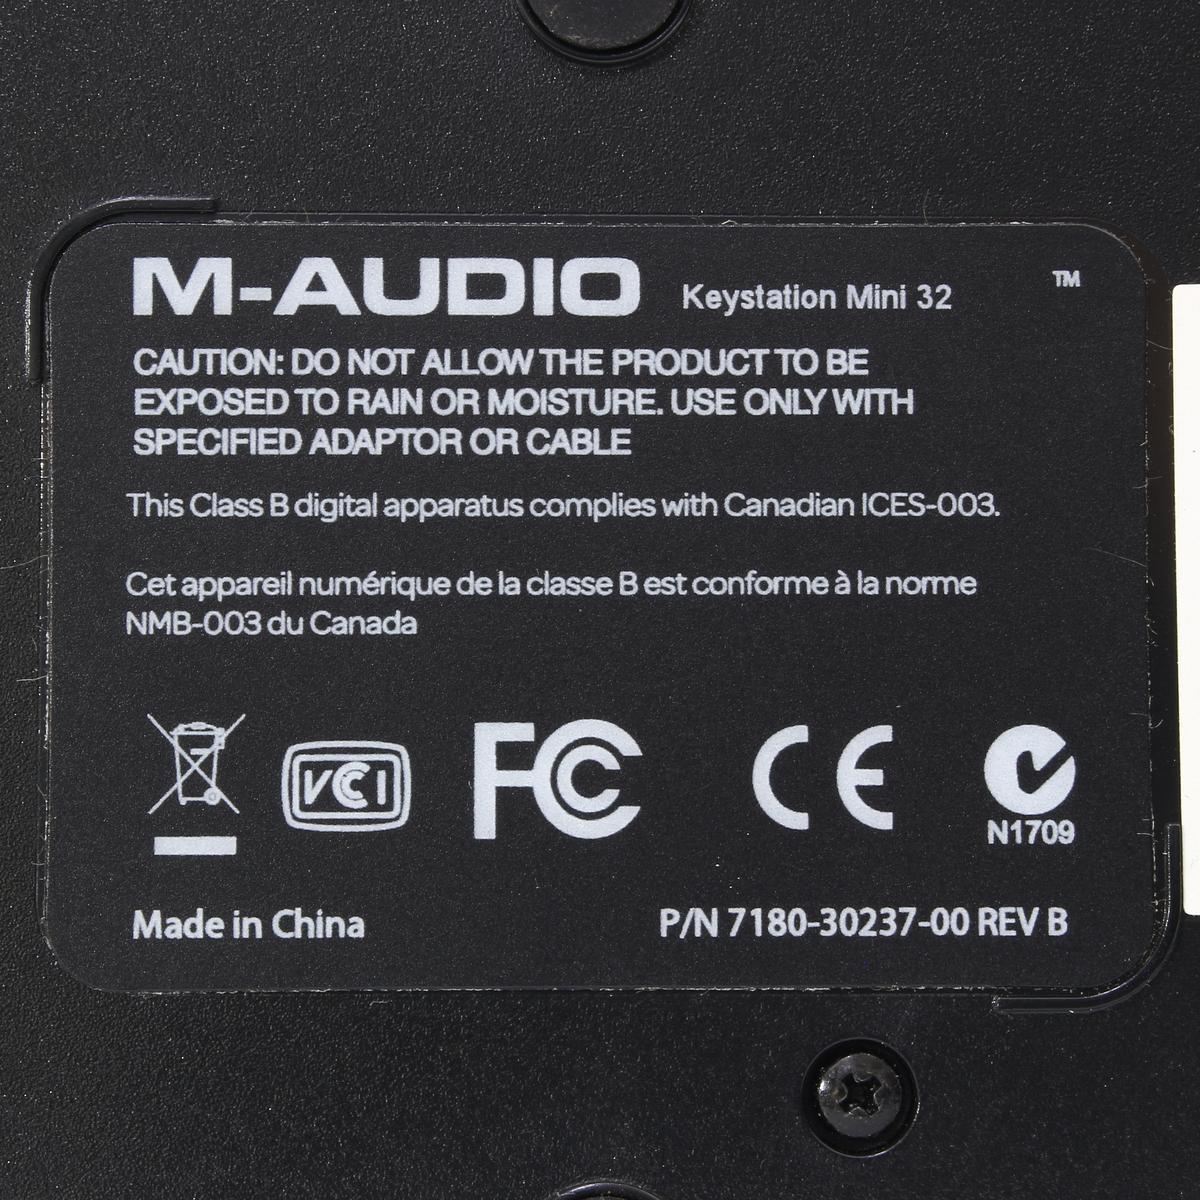 M-AUDIO Keystation Mini 32 ™
CAUTION: DO NOT ALLOW THE PRODUCT TO BE
EXPOSED TO RAIN OR MOISTURE. USE ONLY WITH
SPECIFIED ADAPTOR OR CABLE
This Class B digital apparatus complies with Canadian ICES-003.
Cet appareil numérique de la classe B est conforme à la norme
NMB-003 du Canada
VCI FC CE
N1709
Made in China P/N 7180-30237-00 REV B